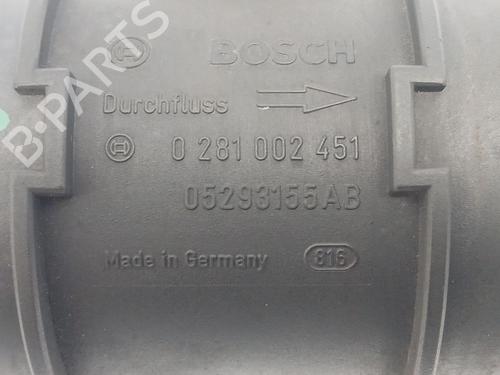 BOSCH
Durchfluss
0 281 002 451
05293155AB
Made in Germany 816
B-PARTS